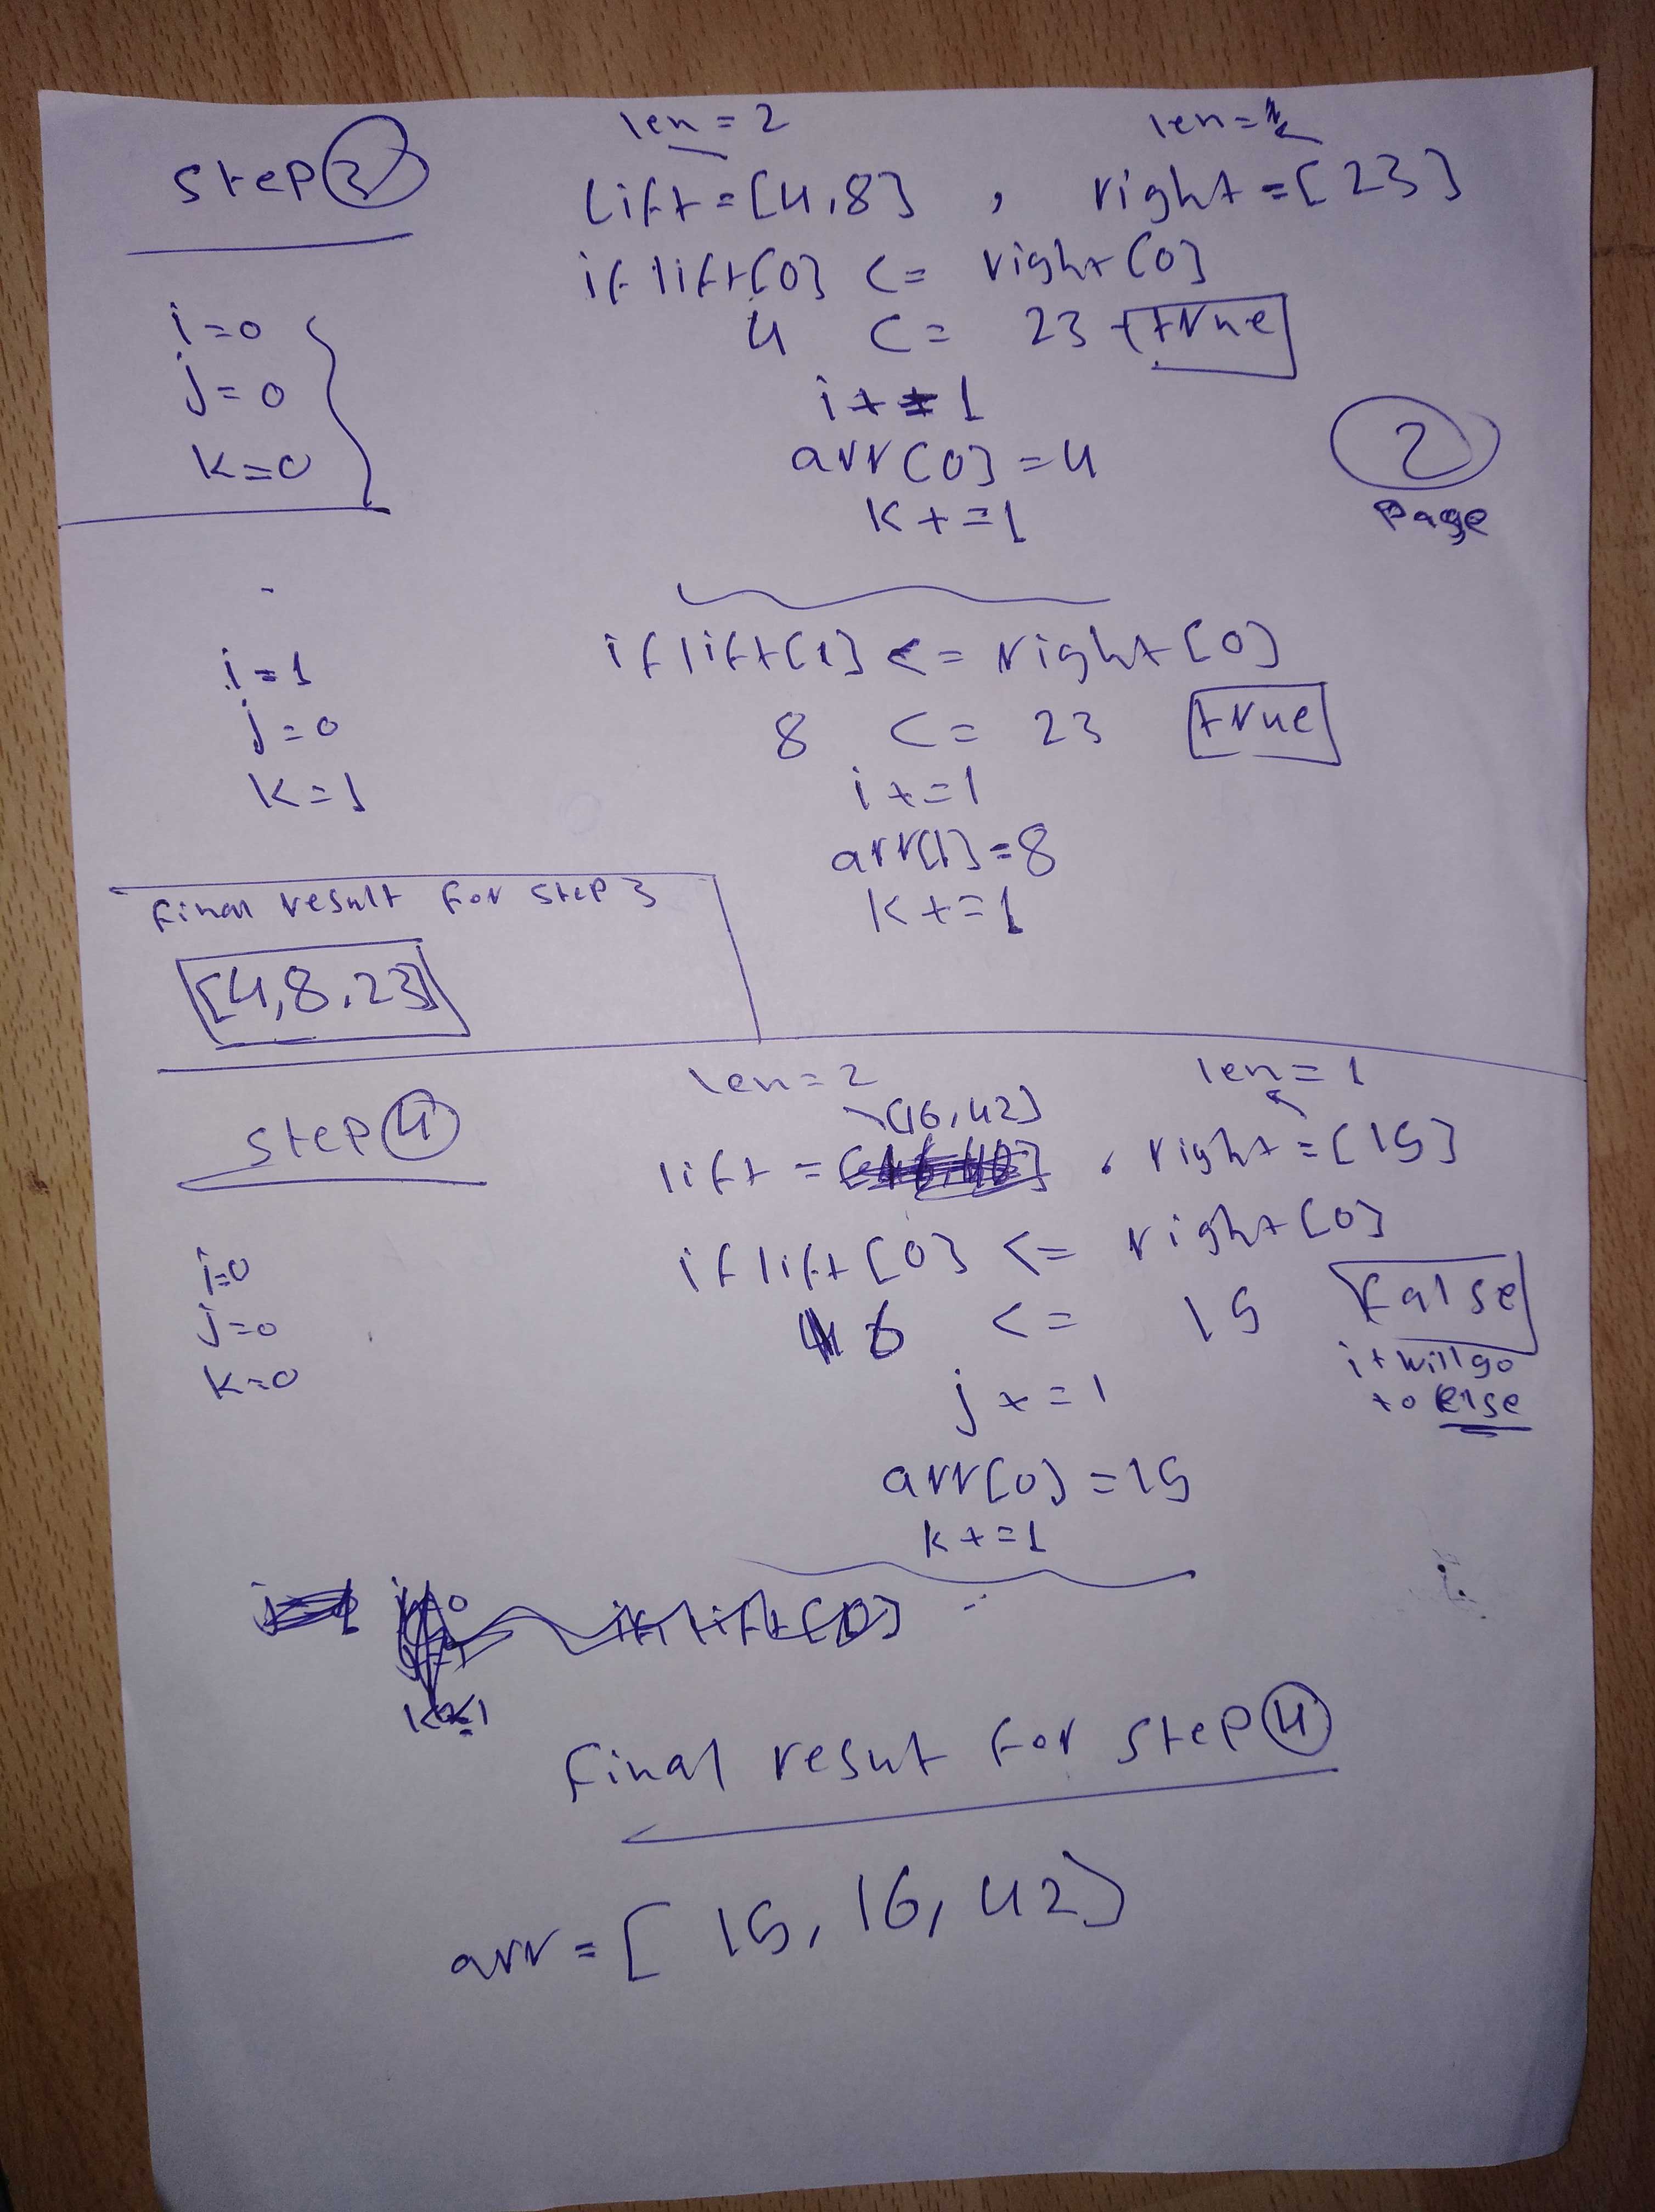 step 3
len = 2
len = 1
lift = [4,8] , right = [23]
if lift[0] <= right[0]
4 <= 23 true
i += 1
arr[0] = 4
k += 1
i = 0
j = 0
k = 0
2
Page
i = 1
j = 0
k = 1
if lift[1] <= right[0]
8 <= 23 true
i += 1
arr[1] = 8
k += 1
final result for step 3
[4,8,23]
step 4
len = 2
len = 1
[16,42]
lift = , right = [15]
i=0
j=0
k=0
if lift[0] <= right[0]
16 <= 15 False
it will go
to Else
j += 1
arr[0] = 15
k += 1
if lift[0]
final resut for step 4
arr = [15, 16, 42]